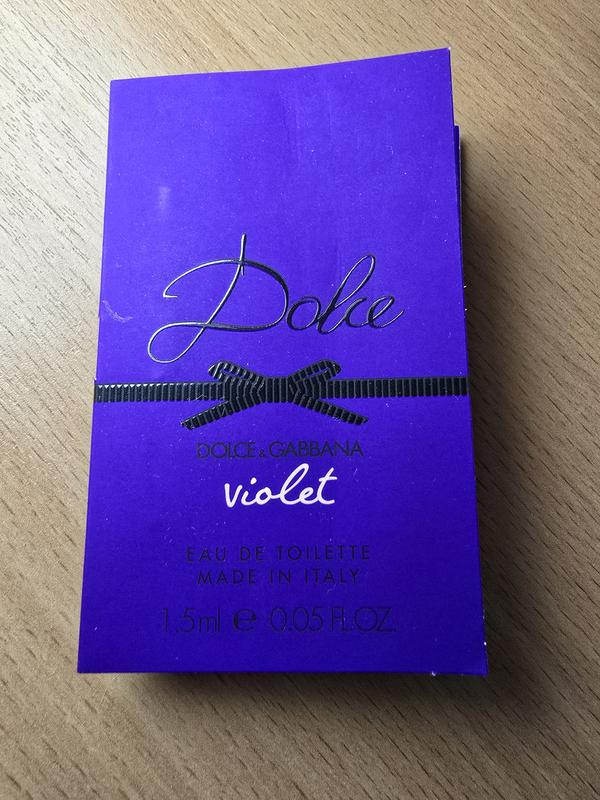 Dolce
DOLCE & GABBANA
violet
EAU DE TOILETTE
MADE IN ITALY
1.5ml ℮ 0.05 FL.OZ.